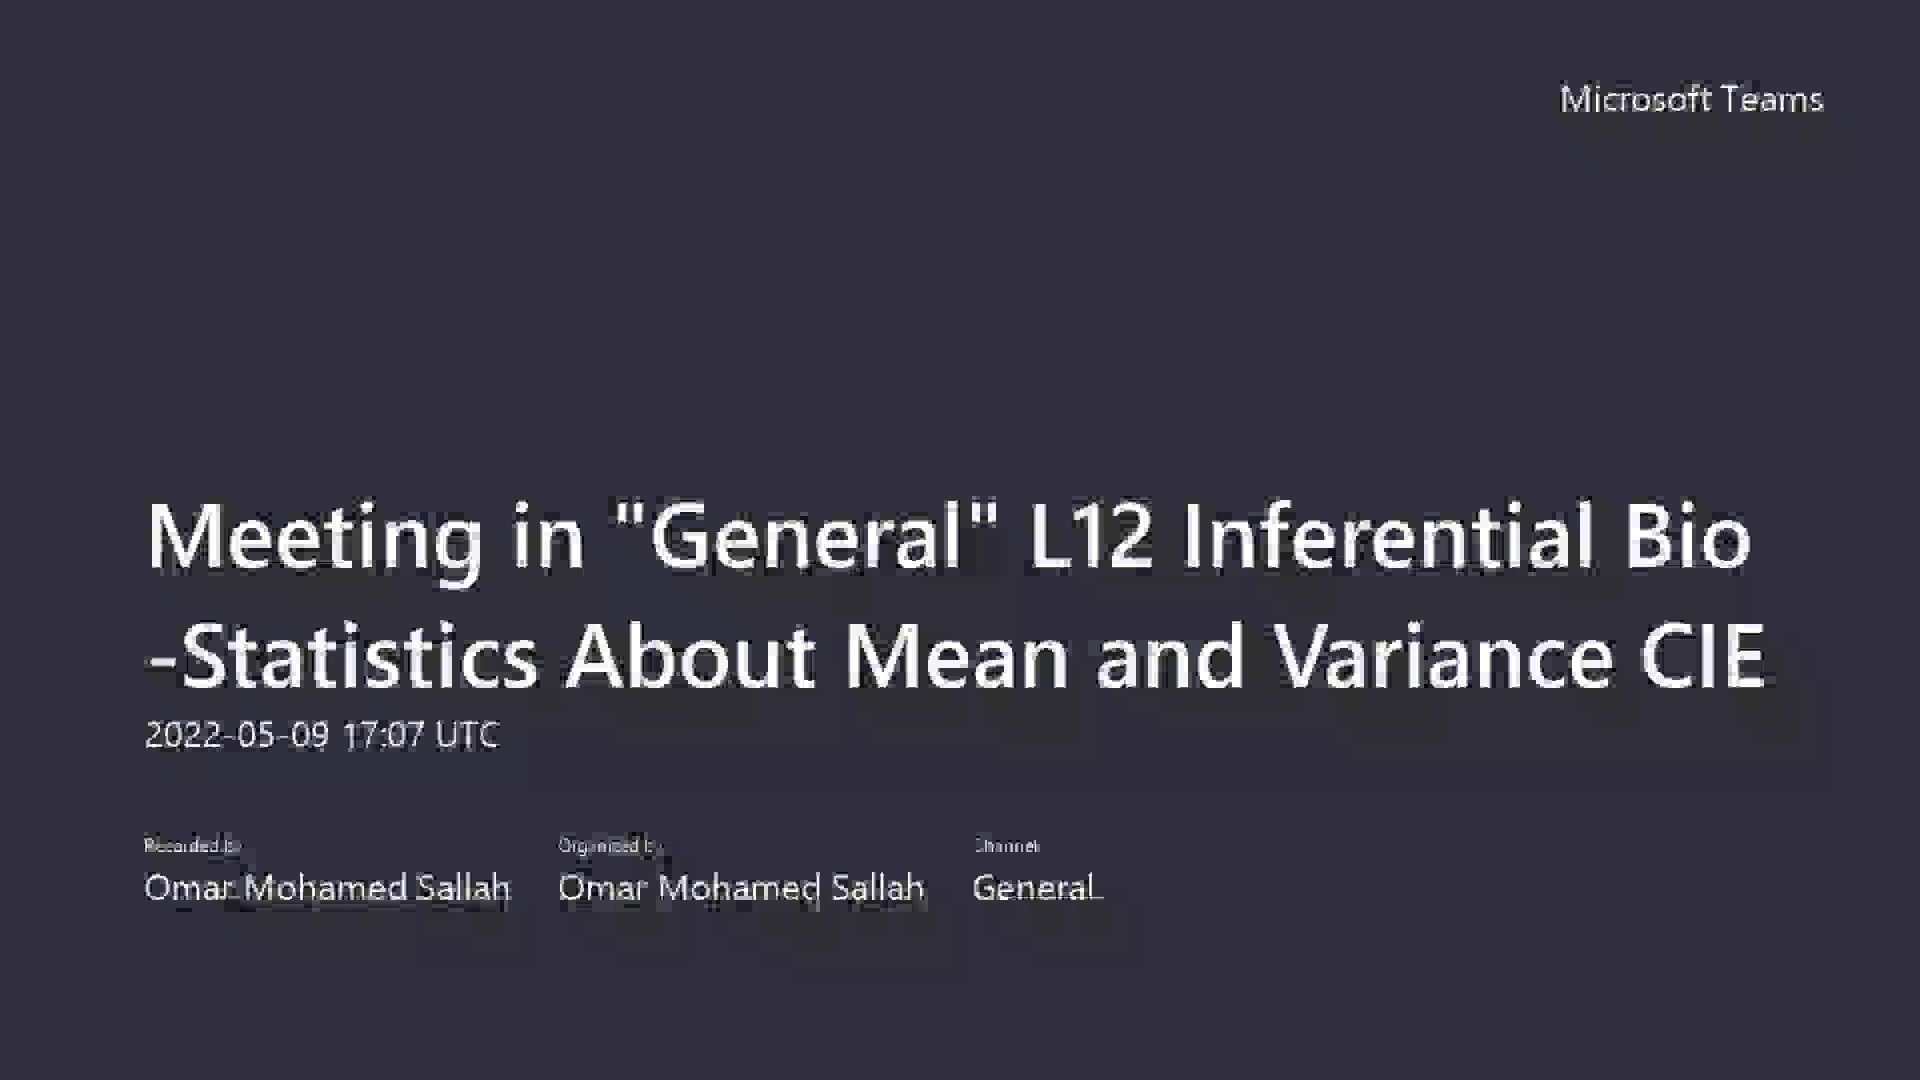 Microsoft Teams
Meeting in "General" L12 Inferential Bio
-Statistics About Mean and Variance CIE
2022-05-09 17:07 UTC
Recorded by Organized by Channel
Omar Mohamed Sallah Omar Mohamed Sallah General